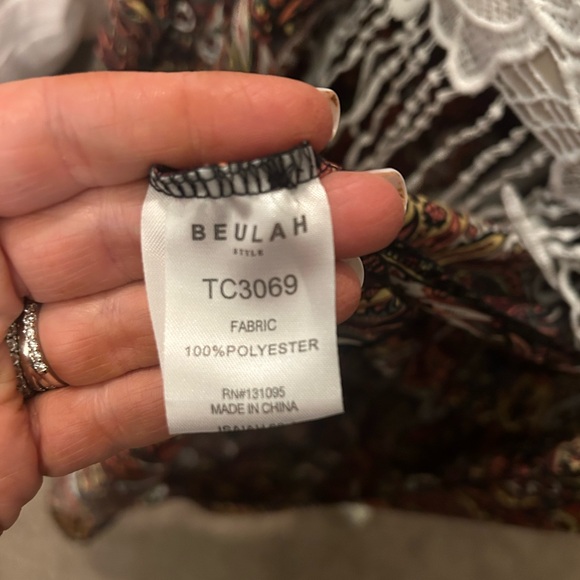 BEULAH
STYLE
TC3069
FABRIC
100%POLYESTER
RN#131095
MADE IN CHINA